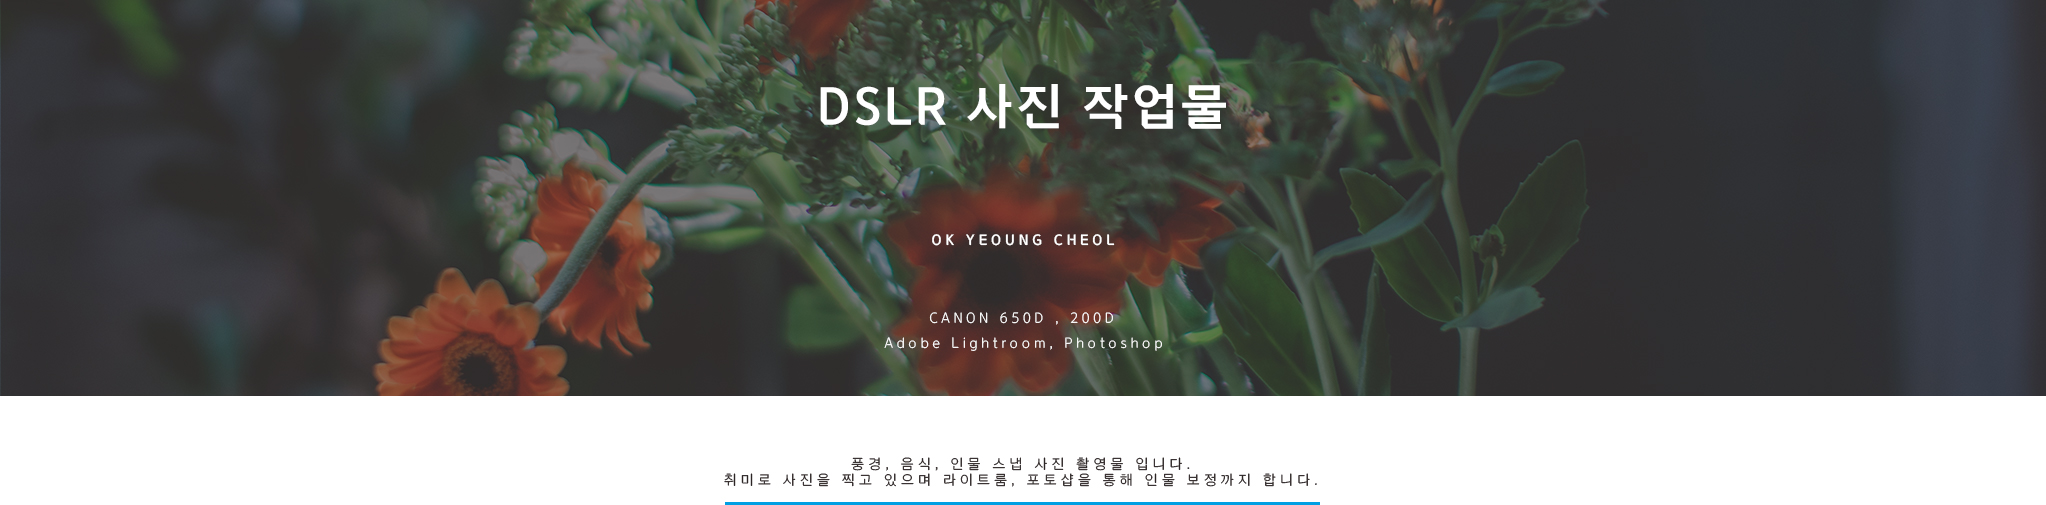 DSLR 사진 작업물
OK YEOUNG CHEOL
CANON 650D , 200D
Adobe Lightroom, Photoshop
풍경, 음식, 인물 스냅 사진 촬영물 입니다.
취미로 사진을 찍고 있으며 라이트룸, 포토샵을 통해 인물 보정까지 합니다.